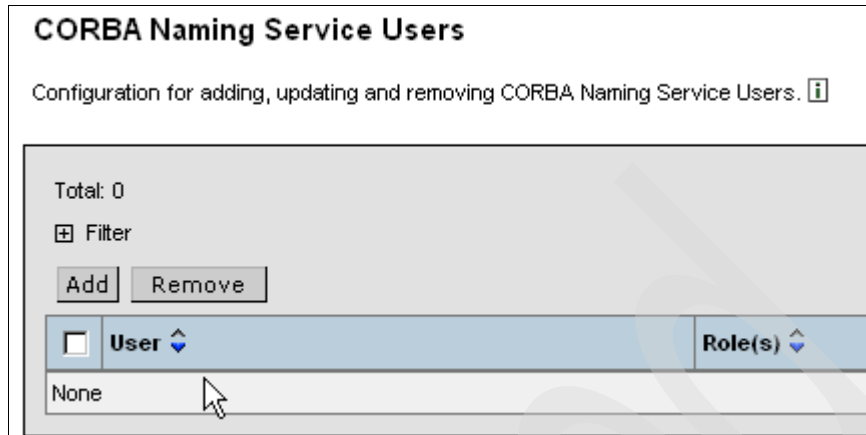 CORBA Naming Service Users
Configuration for adding, updating and removing CORBA Naming Service Users.
Total: 0
Filter
Add Remove
User Role(s)
None